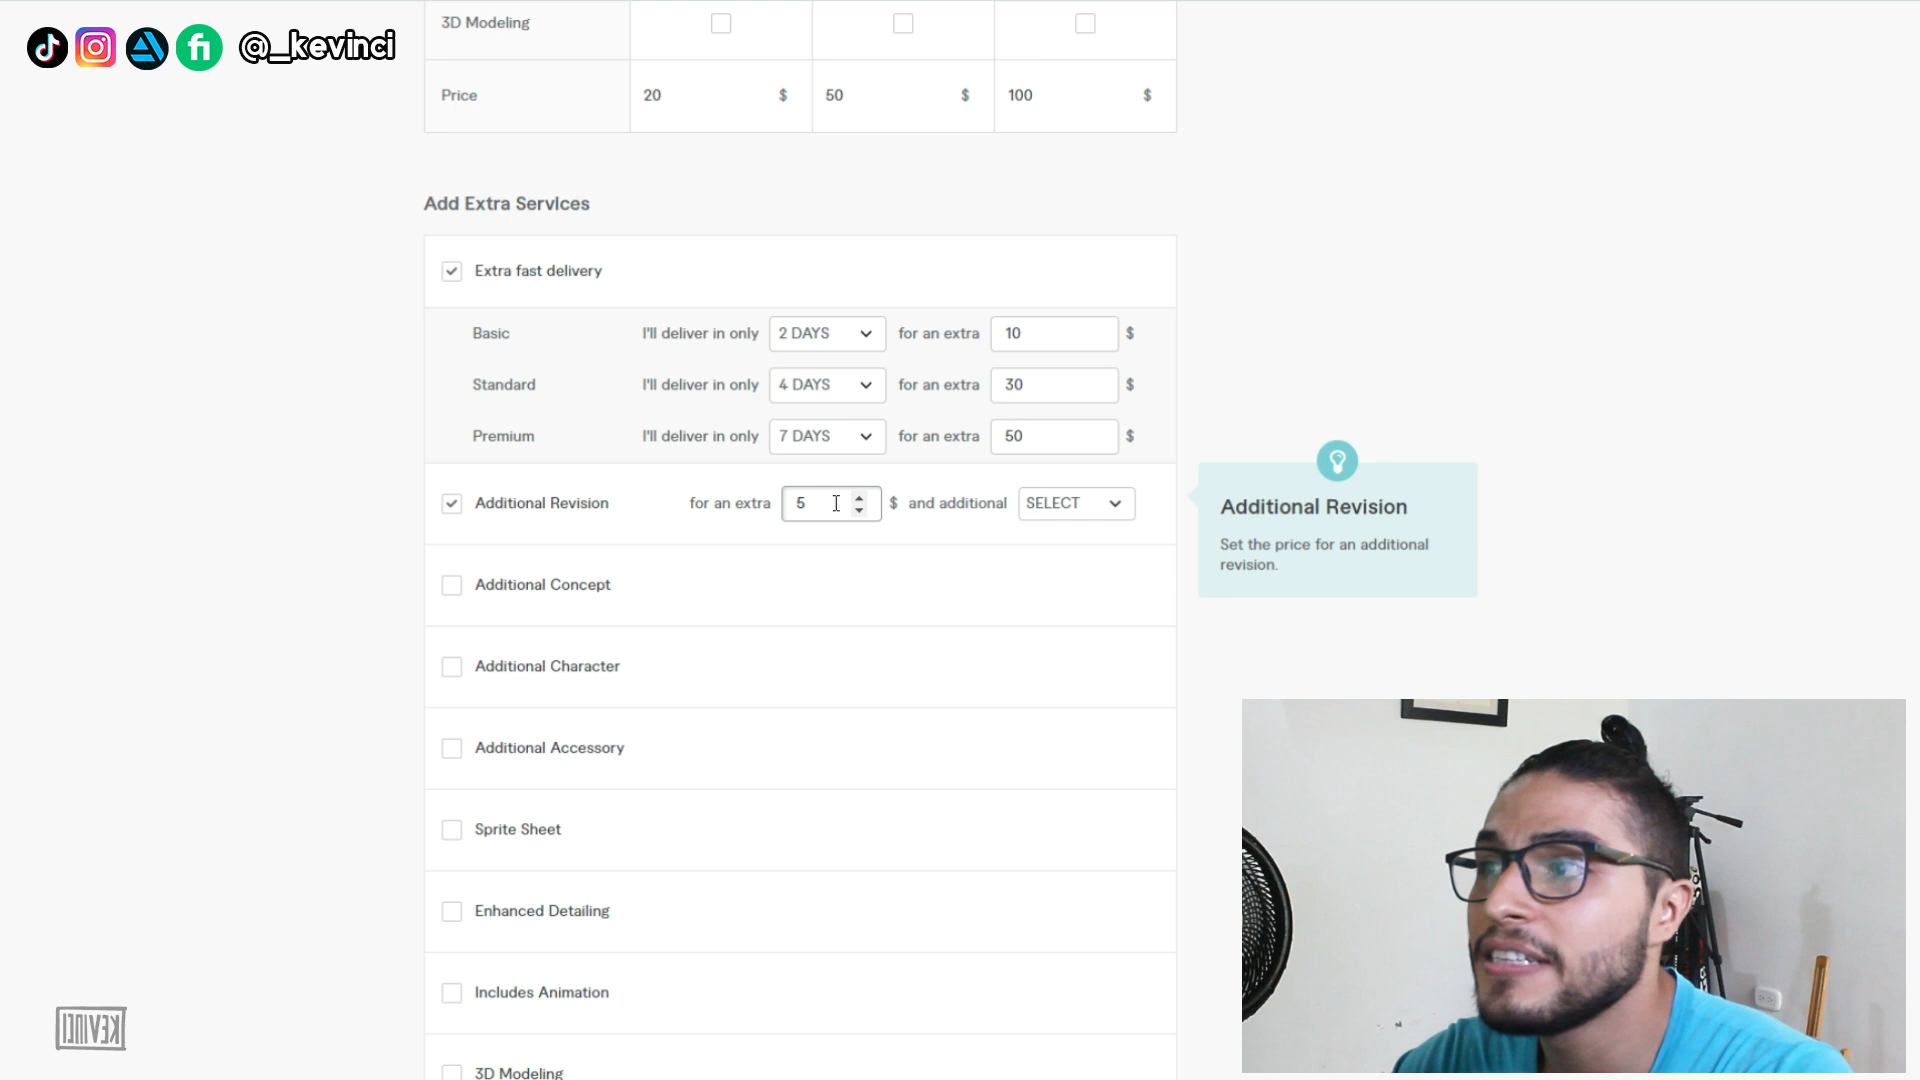 @_kevinci
3D Modeling
Price 20 $ 50 $ 100 $
Add Extra Services
Extra fast delivery
Basic I'll deliver in only 2 DAYS for an extra 10 $
Standard I'll deliver in only 4 DAYS for an extra 30 $
Premium I'll deliver in only 7 DAYS for an extra 50 $
Additional Revision for an extra 5 $ and additional SELECT
Additional Revision
Set the price for an additional
revision.
Additional Concept
Additional Character
Additional Accessory
Sprite Sheet
Enhanced Detailing
Includes Animation
3D Modeling
fi
KEVINCI